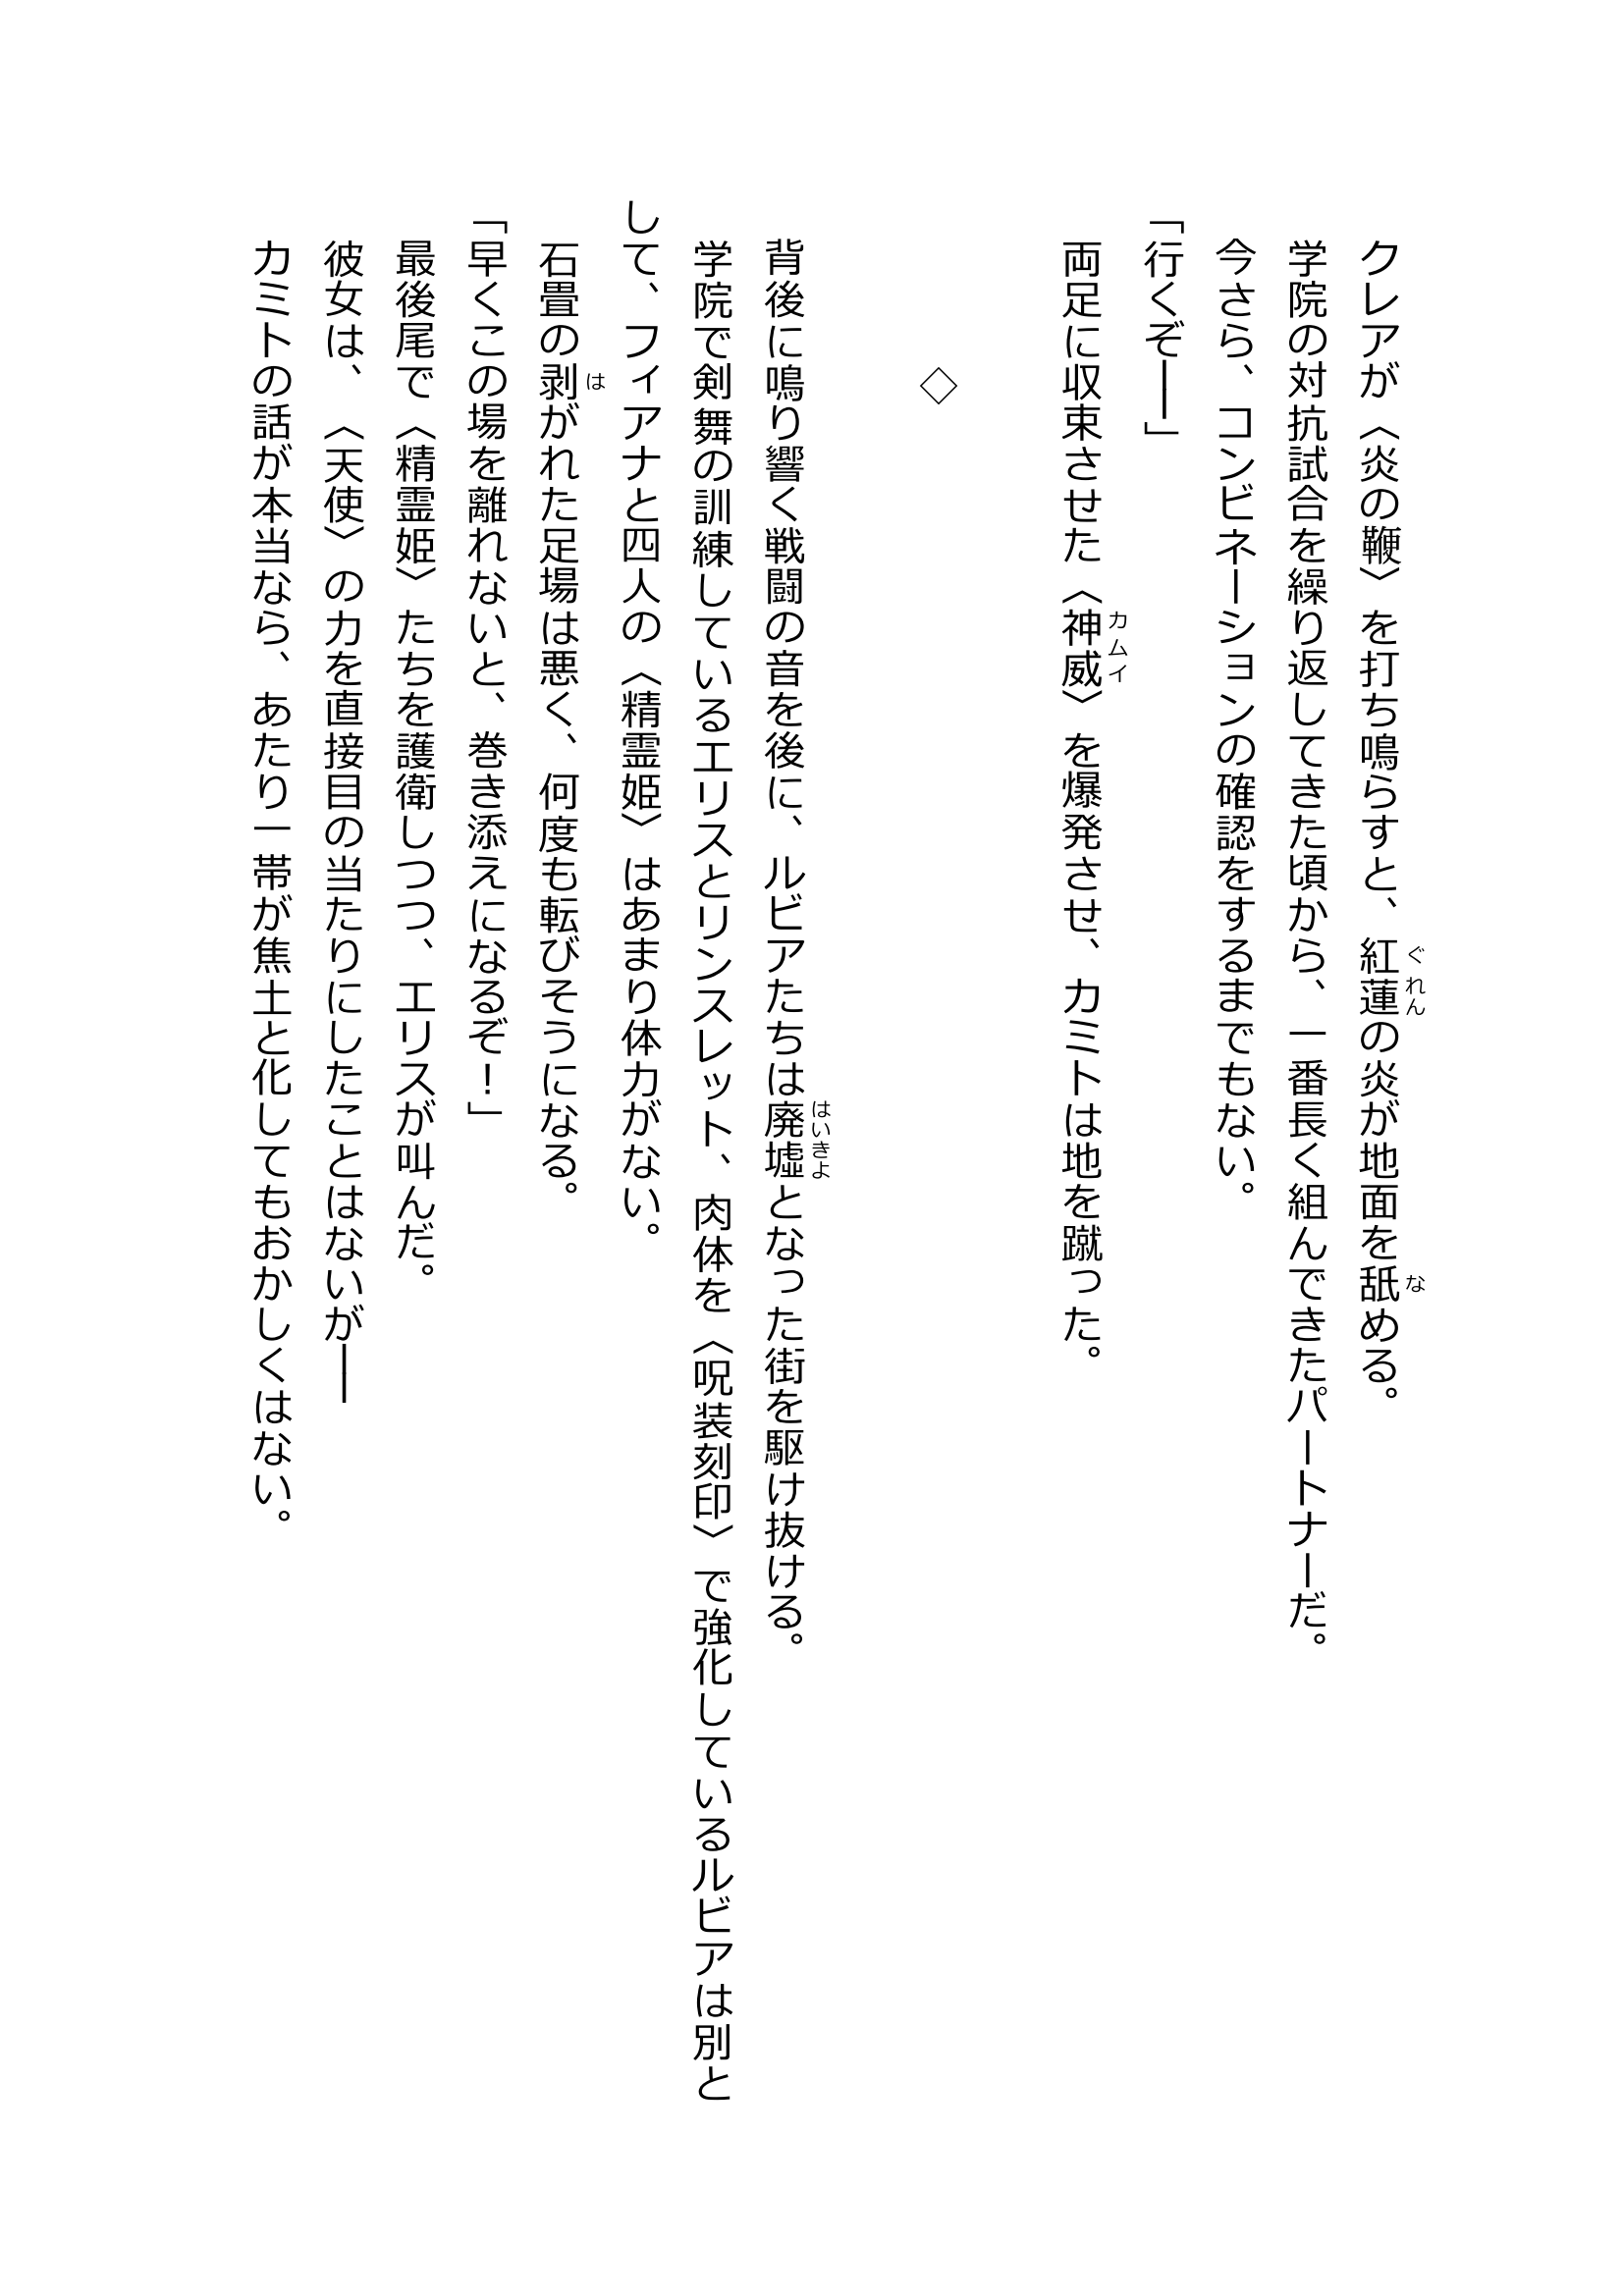 クレアが〈炎の鞭〉を打ち鳴らすと、紅蓮の炎が地面を舐める。
ぐれん
な
学院の対抗試合を繰り返してきた頃から、一番長く組んできたパートナーだ。
今さら、コンビネーションの確認をするまでもない。
「行くぞ――」
両足に収束させた〈神威〉を爆発させ、カミトは地を蹴った。
カムイ
◇
背後に鳴り響く戦闘の音を後に、ルビアたちは廃墟となった街を駆け抜ける。
はいきよ
学院で剣舞の訓練しているエリスとリンスレット、肉体を〈呪装刻印〉で強化しているルビアは別と
して、フィアナと四人の〈精霊姫〉はあまり体力がない。
石畳の剥がれた足場は悪く、何度も転びそうになる。
は
「早くこの場を離れないと、巻き添えになるぞ！」
最後尾で〈精霊姫〉たちを護衛しつつ、エリスが叫んだ。
彼女は、〈天使〉の力を直接目の当たりにしたことはないが――
カミトの話が本当なら、あたり一帯が焦土と化してもおかしくはない。